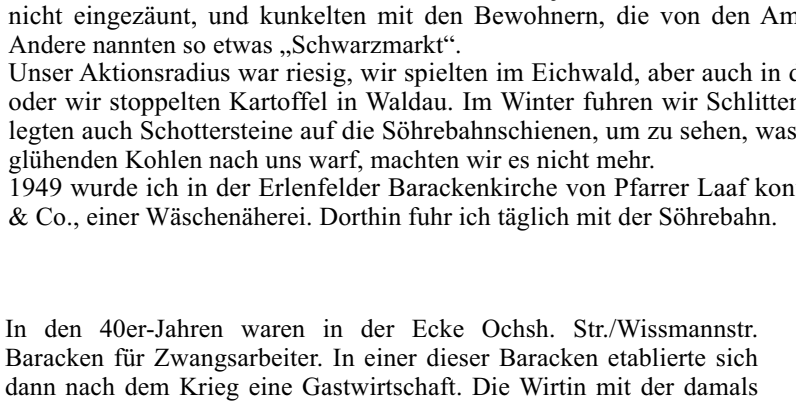 nicht eingezäunt, und kunkelten mit den Bewohnern, die von den Am
Andere nannten so etwas „Schwarzmarkt“.
Unser Aktionsradius war riesig, wir spielten im Eichwald, aber auch in d
oder wir stoppelten Kartoffel in Waldau. Im Winter fuhren wir Schlitten
legten auch Schottersteine auf die Söhrebahnschienen, um zu sehen, was
glühenden Kohlen nach uns warf, machten wir es nicht mehr.
1949 wurde ich in der Erlenfelder Barackenkirche von Pfarrer Laaf kon
& Co., einer Wäschenäherei. Dorthin fuhr ich täglich mit der Söhrebahn.
In den 40er-Jahren waren in der Ecke Ochsh. Str./Wissmannstr.
Baracken für Zwangsarbeiter. In einer dieser Baracken etablierte sich
dann nach dem Krieg eine Gastwirtschaft. Die Wirtin mit der damals